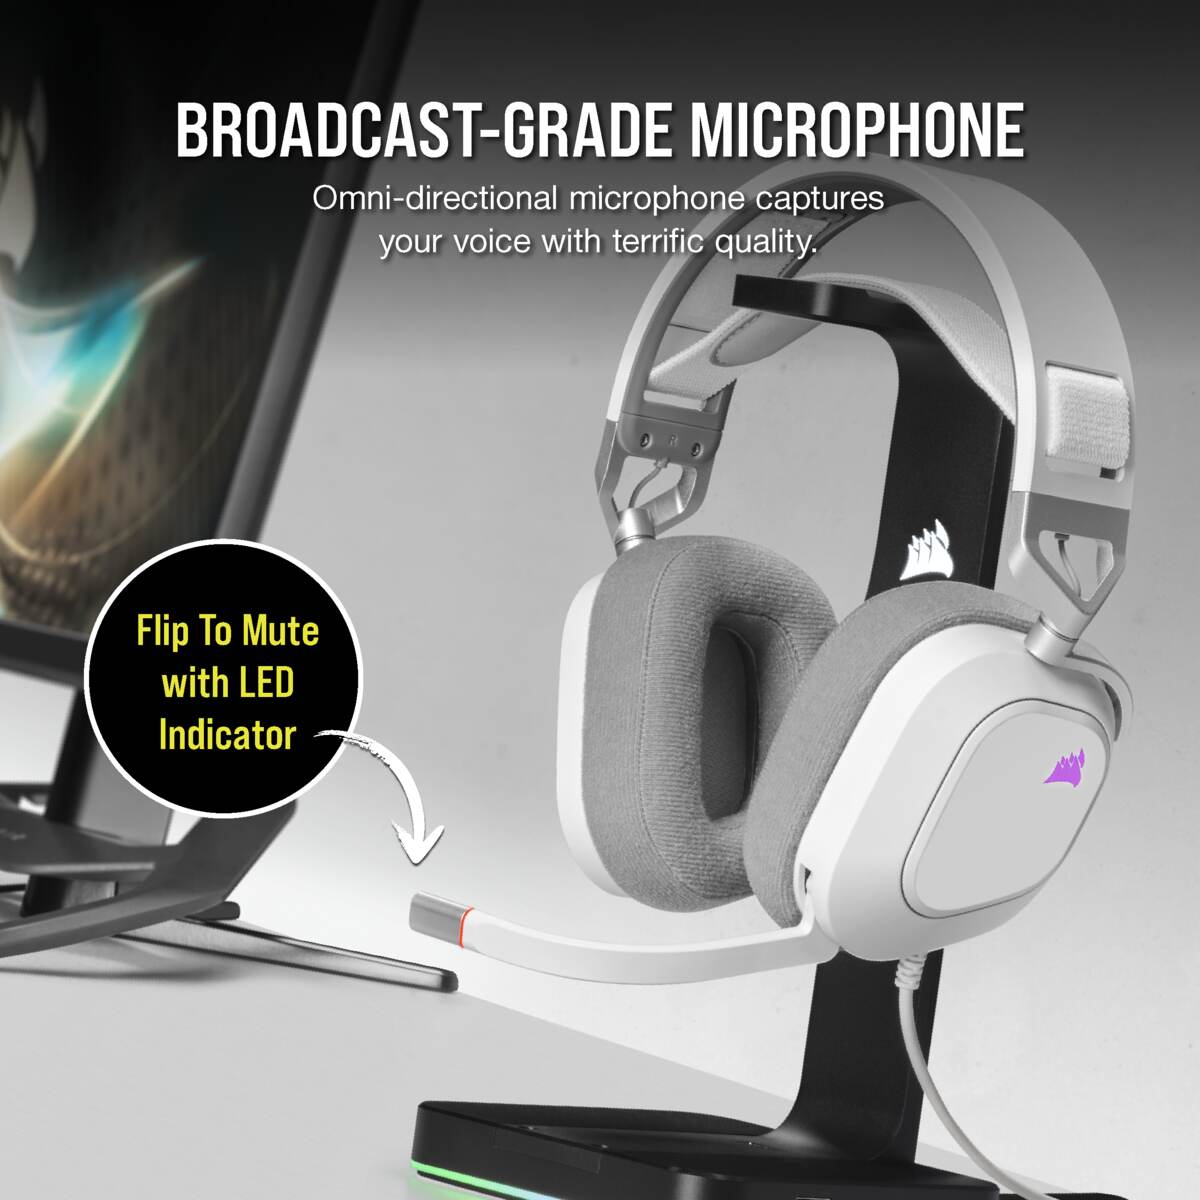 BROADCAST-GRADE MICROPHONE
Omni-directional microphone captures
your voice with terrific quality.
R
Flip To Mute
with LED
Indicator